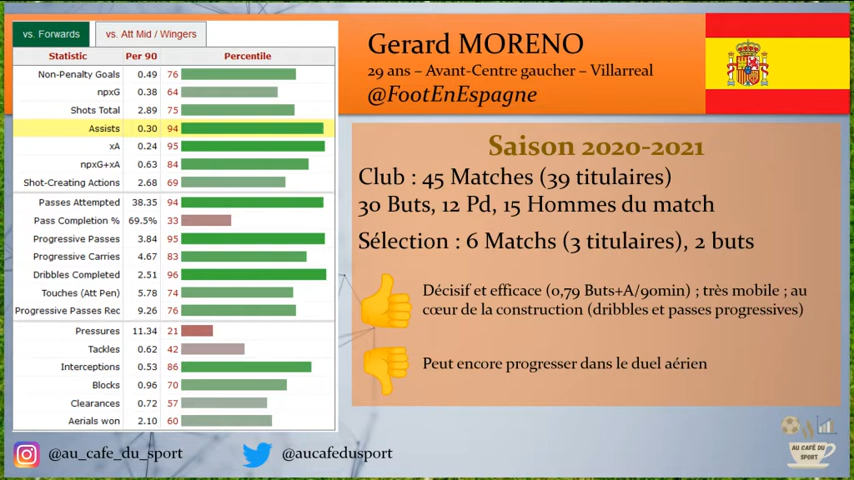 vs. Forwards
vs. Att Mid / Wingers
Statistic Per 90 Percentile
Non-Penalty Goals 0.49 76
npxG 0.38 64
Shots Total 2.89 75
Assists 0.30 94
xA 0.24 95
npxG+xA 0.63 84
Shot-Creating Actions 2.68 69
Passes Attempted 38.35 94
Pass Completion % 69.5% 33
Progressive Passes 3.84 95
Progressive Carries 4.67 83
Dribbles Completed 2.51 96
Touches (Att Pen) 5.78 74
Progressive Passes Rec 9.26 76
Pressures 11.34 21
Tackles 0.62 42
Interceptions 0.53 86
Blocks 0.96 70
Clearances 0.72 57
Aerials won 2.10 60
Gerard MORENO
29 ans – Avant-Centre gaucher – Villarreal
@FootEnEspagne
Saison 2020-2021
Club : 45 Matches (39 titulaires)
30 Buts, 12 Pd, 15 Hommes du match
Sélection : 6 Matchs (3 titulaires), 2 buts
Décisif et efficace (0,79 Buts+A/90min) ; très mobile ; au
cœur de la construction (dribbles et passes progressives)
Peut encore progresser dans le duel aérien
@au_cafe_du_sport
@aucafedusport
AU CAFÉ DU
SPORT